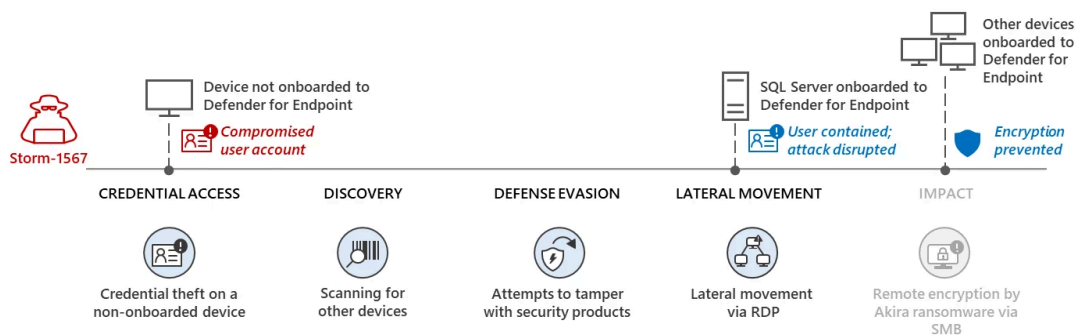 Device not onboarded to
Defender for Endpoint
Compromised
user account
Storm-1567
SQL Server onboarded to
Defender for Endpoint
User contained;
attack disrupted
Other devices
onboarded to
Defender for
Endpoint
Encryption
prevented
CREDENTIAL ACCESS
DISCOVERY
DEFENSE EVASION
LATERAL MOVEMENT
IMPACT
Credential theft on a
non-onboarded device
Scanning for
other devices
Attempts to tamper
with security products
Lateral movement
via RDP
Remote encryption by
Akira ransomware via
SMB